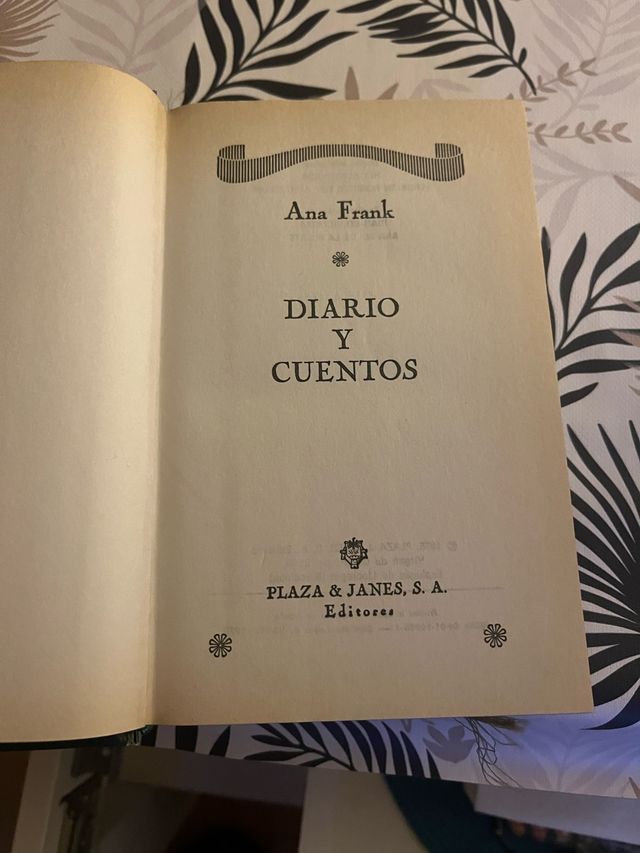 Ana Frank
DIARIO
Y
CUENTOS
PLAZA & JANES, S. A.
Editores